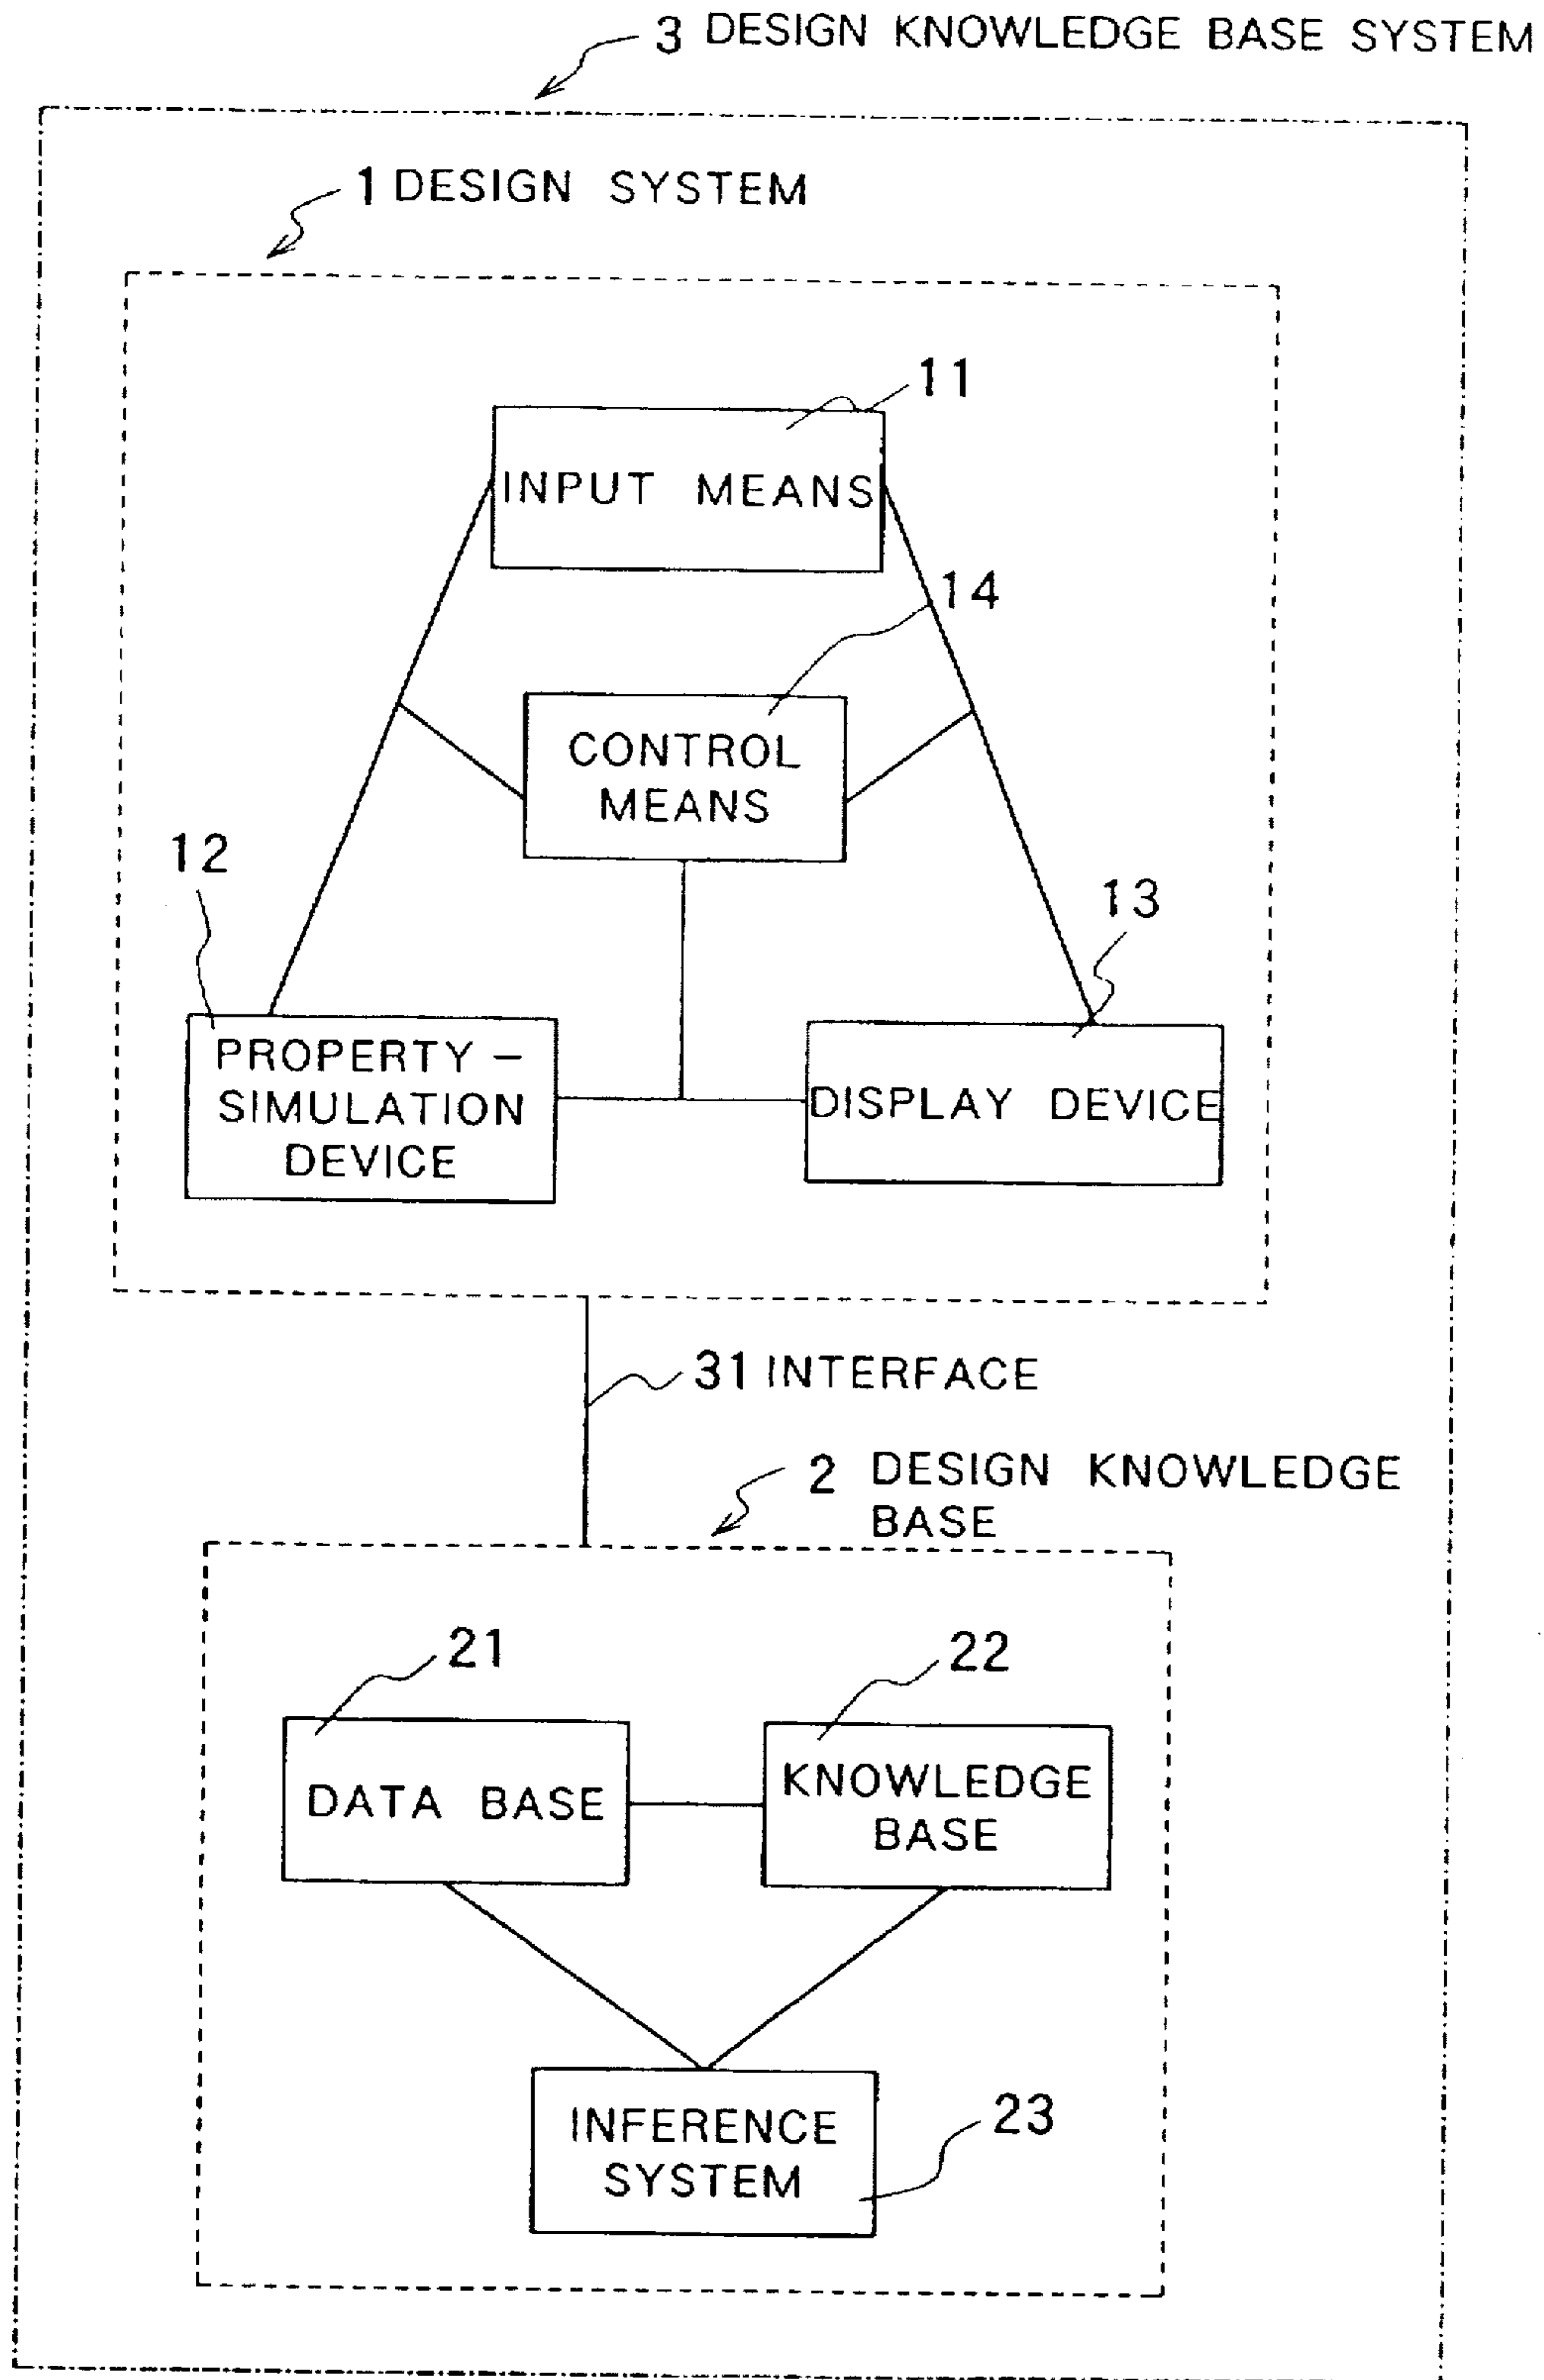 3 DESIGN KNOWLEDGE BASE SYSTEM
1 DESIGN SYSTEM
11
INPUT MEANS
14
CONTROL
MEANS
12
13
PROPERTY –
SIMULATION
DEVICE
DISPLAY DEVICE
31 INTERFACE
2 DESIGN KNOWLEDGE
BASE
21
22
DATA BASE
KNOWLEDGE
BASE
INFERENCE
SYSTEM
23